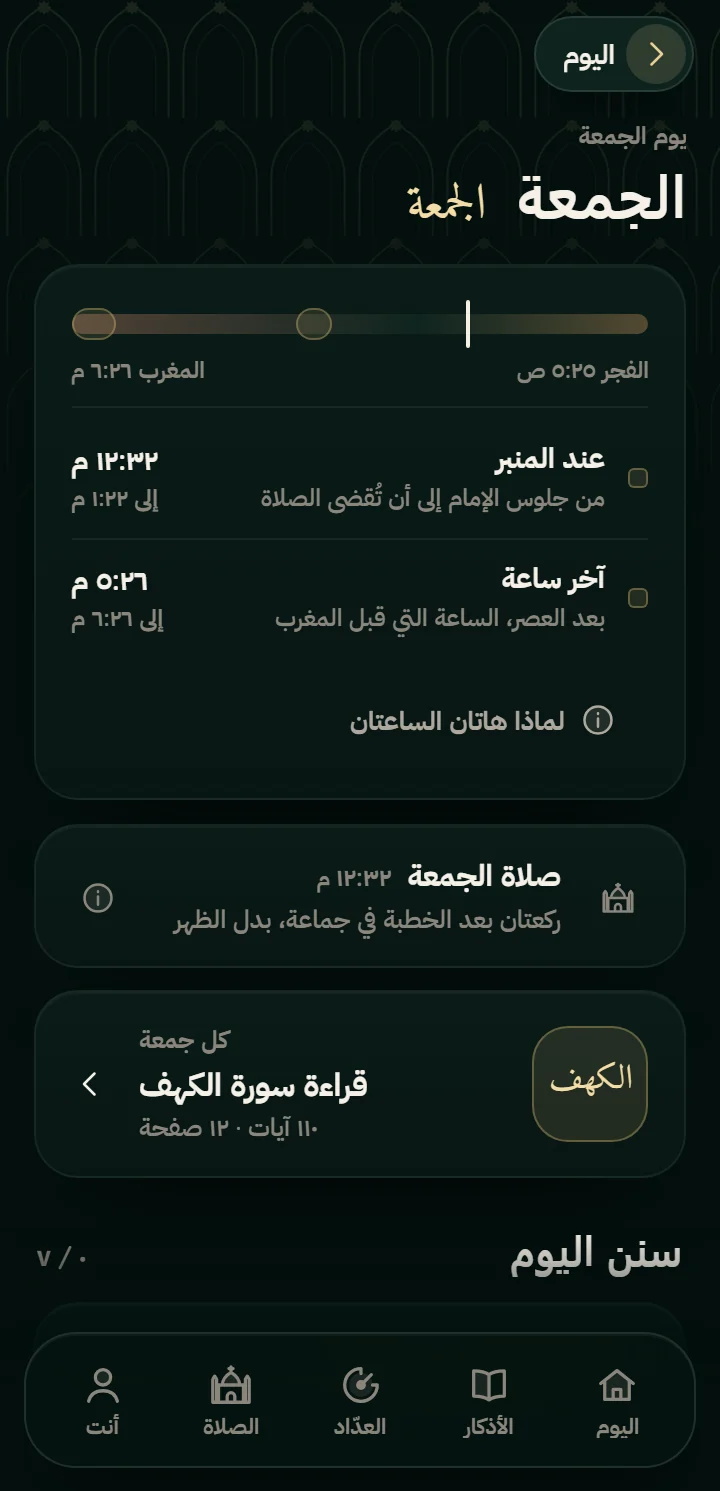 اليوم
يوم الجمعة
الجمعة الجمعة
الفجر ٥:٢٥ ص
المغرب ٦:٢٦ م
عند المنبر ١٢:٣٢ م
من جلوس الإمام إلى أن تُقضى الصلاة إلى ١:٢٢ م
آخر ساعة ٥:٢٦ م
بعد العصر، الساعة التي قبل المغرب إلى ٦:٢٦ م
لماذا هاتان الساعتان
صلاة الجمعة ١٢:٣٢ م
ركعتان بعد الخطبة في جماعة، بدل الظهر
الكهف
كل جمعة
قراءة سورة الكهف
١١٠ آيات · ١٢ صفحة
سنن اليوم ٠ / ٧
اليوم
الأذكار
العدّاد
الصلاة
أنت